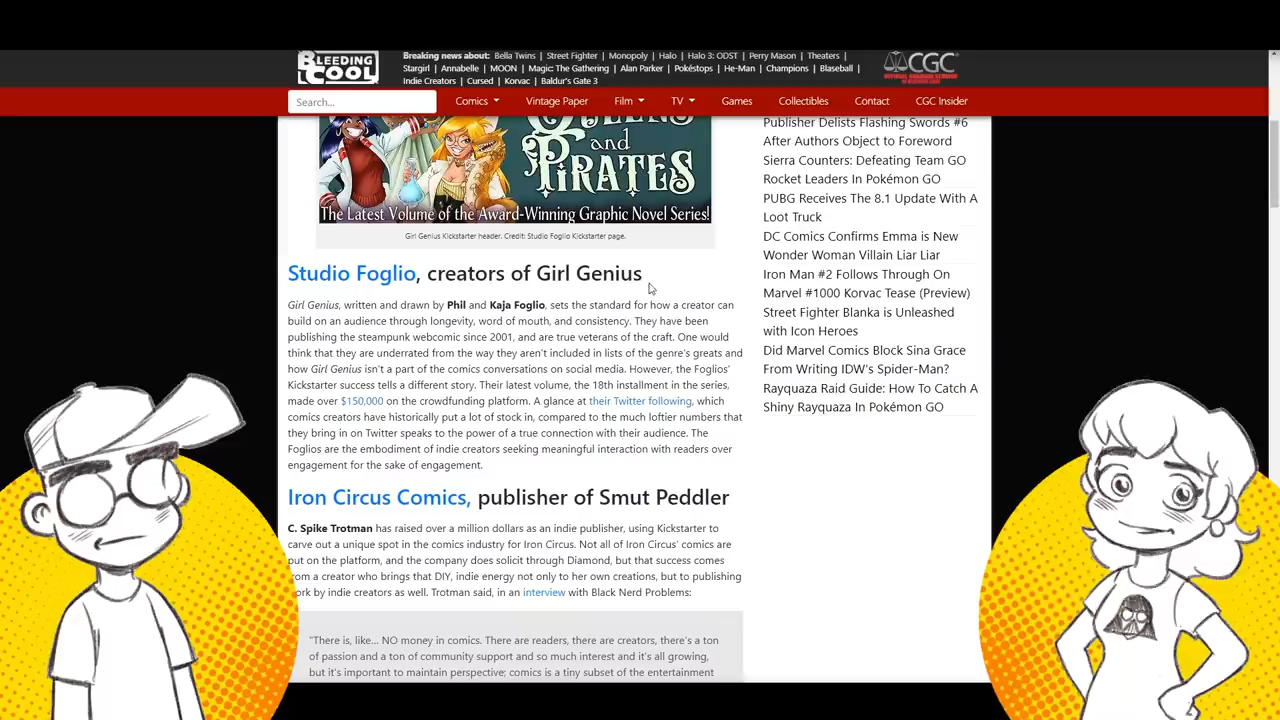 BLEEDING
COOL
Breaking news about: Bella Twins | Street Fighter | Monopoly | Halo | Halo 3: ODST | Perry Mason | Theaters |
Stargirl | Annabelle | MOON | Magic: The Gathering | Alan Parker | Pokéstops | He-Man | Champions | Blaseball |
Indie Creators | Cursed | Korvac | Baldur's Gate 3
CGC
Search...
Comics
Vintage Paper
Film
TV
Games
Collectibles
Contact
CGC Insider
QUEENS
and
PIRATES
The Latest Volume of the Award-Winning Graphic Novel Series!
Girl Genius Kickstarter header. Credit: Studio Foglio Kickstarter page.
Studio Foglio, creators of Girl Genius
Girl Genius, written and drawn by Phil and Kaja Foglio, sets the standard for how a creator can
build on an audience through longevity, word of mouth, and consistency. They have been
publishing the steampunk webcomic since 2001, and are true veterans of the craft. One would
think that they are underrated from the way they aren't included in lists of the genre's greats and
how Girl Genius isn't a part of the comics conversations on social media. However, the Foglios'
Kickstarter success tells a different story. Their latest volume, the 18th installment in the series,
made over $150,000 on the crowdfunding platform. A glance at their Twitter following, which
comics creators have historically put a lot of stock in, compared to the much loftier numbers that
they bring in on Twitter speaks to the power of a true connection with their audience. The
Foglios are the embodiment of indie creators seeking meaningful interaction with readers over
engagement for the sake of engagement.
Iron Circus Comics, publisher of Smut Peddler
C. Spike Trotman has raised over a million dollars as an indie publisher, using Kickstarter to
carve out a unique spot in the comics industry for Iron Circus. Not all of Iron Circus' comics are
put on the platform, and the company does solicit through Diamond, but that success comes
from a creator who brings that DIY, indie energy not only to her own creations, but to publishing
work by indie creators as well. Trotman said, in an interview with Black Nerd Problems:
"There is, like... NO money in comics. There are readers, there are creators, there's a ton
of passion and a ton of community support and so much interest and it's all growing,
but it's important to maintain perspective; comics is a tiny subset of the entertainment
Publisher Delists Flashing Swords #6
After Authors Object to Foreword
Sierra Counters: Defeating Team GO
Rocket Leaders In Pokémon GO
PUBG Receives The 8.1 Update With A
Loot Truck
DC Comics Confirms Emma is New
Wonder Woman Villain Liar Liar
Iron Man #2 Follows Through On
Marvel #1000 Korvac Tease (Preview)
Street Fighter Blanka is Unleashed
with Icon Heroes
Did Marvel Comics Block Sina Grace
From Writing IDW's Spider-Man?
Rayquaza Raid Guide: How To Catch A
Shiny Rayquaza In Pokémon GO